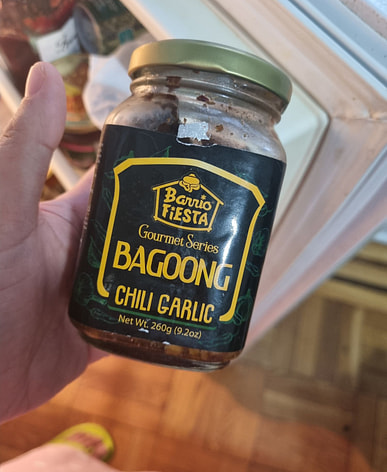 Barrio
FiESTA
Gourmet Series
BAGOONG
CHILI GARLIC
Net Wt. 260g (9.2oz)